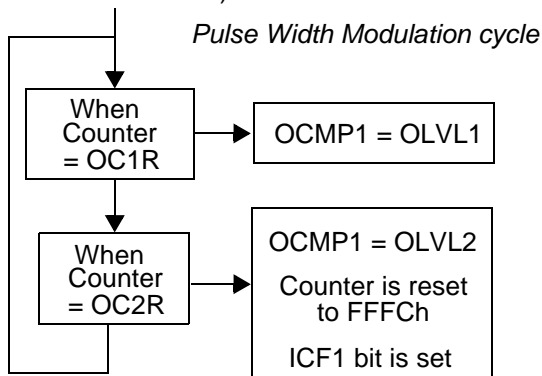 Pulse Width Modulation cycle
When
Counter
= OC1R
OCMP1 = OLVL1
When
Counter
= OC2R
OCMP1 = OLVL2
Counter is reset
to FFFCh
ICF1 bit is set